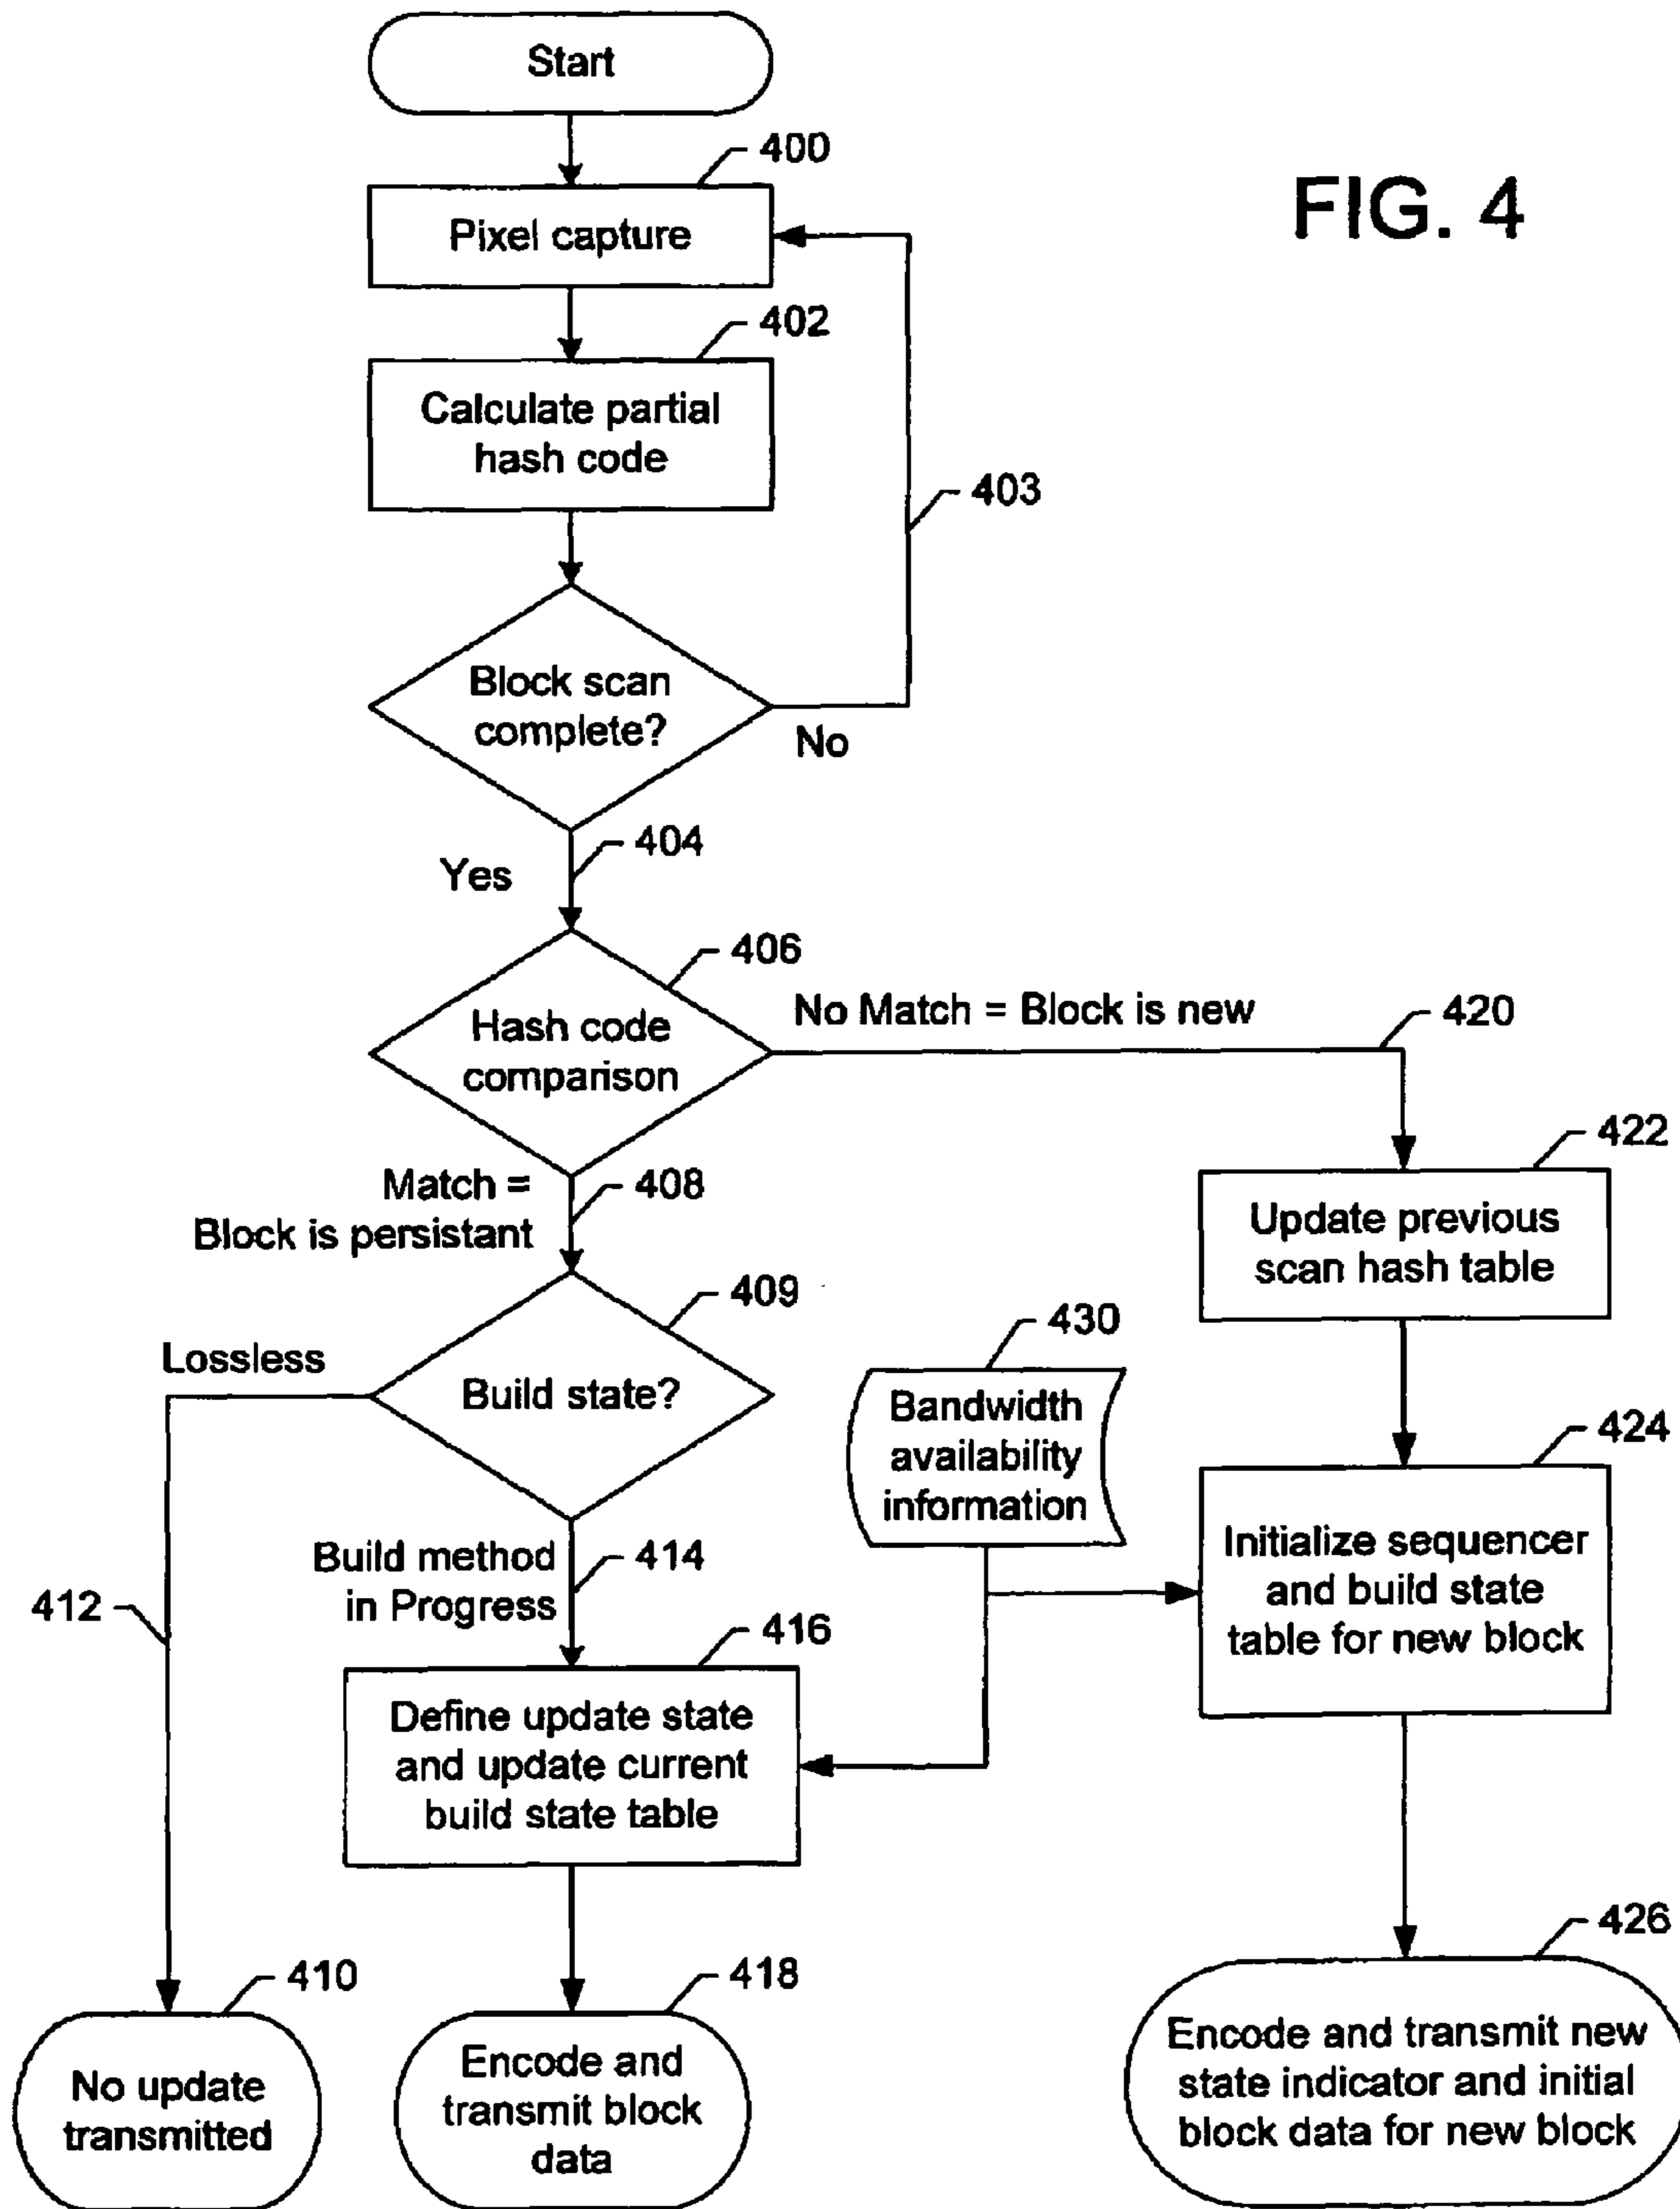 Start
400
FIG. 4
Pixel capture
402
Calculate partial
hash code
403
Block scan
complete?
No
404
Yes
406
No Match = Block is new
420
Hash code
comparison
422
Match =
408
Block is persistant
Update previous
scan hash table
409
430
Lossless
Build state?
Bandwidth
availability
information
424
Initialize sequencer
and build state
table for new block
Build method
in Progress
414
412
416
Define update state
and update current
build state table
426
410
418
No update
transmitted
Encode and
transmit block
data
Encode and transmit new
state indicator and initial
block data for new block